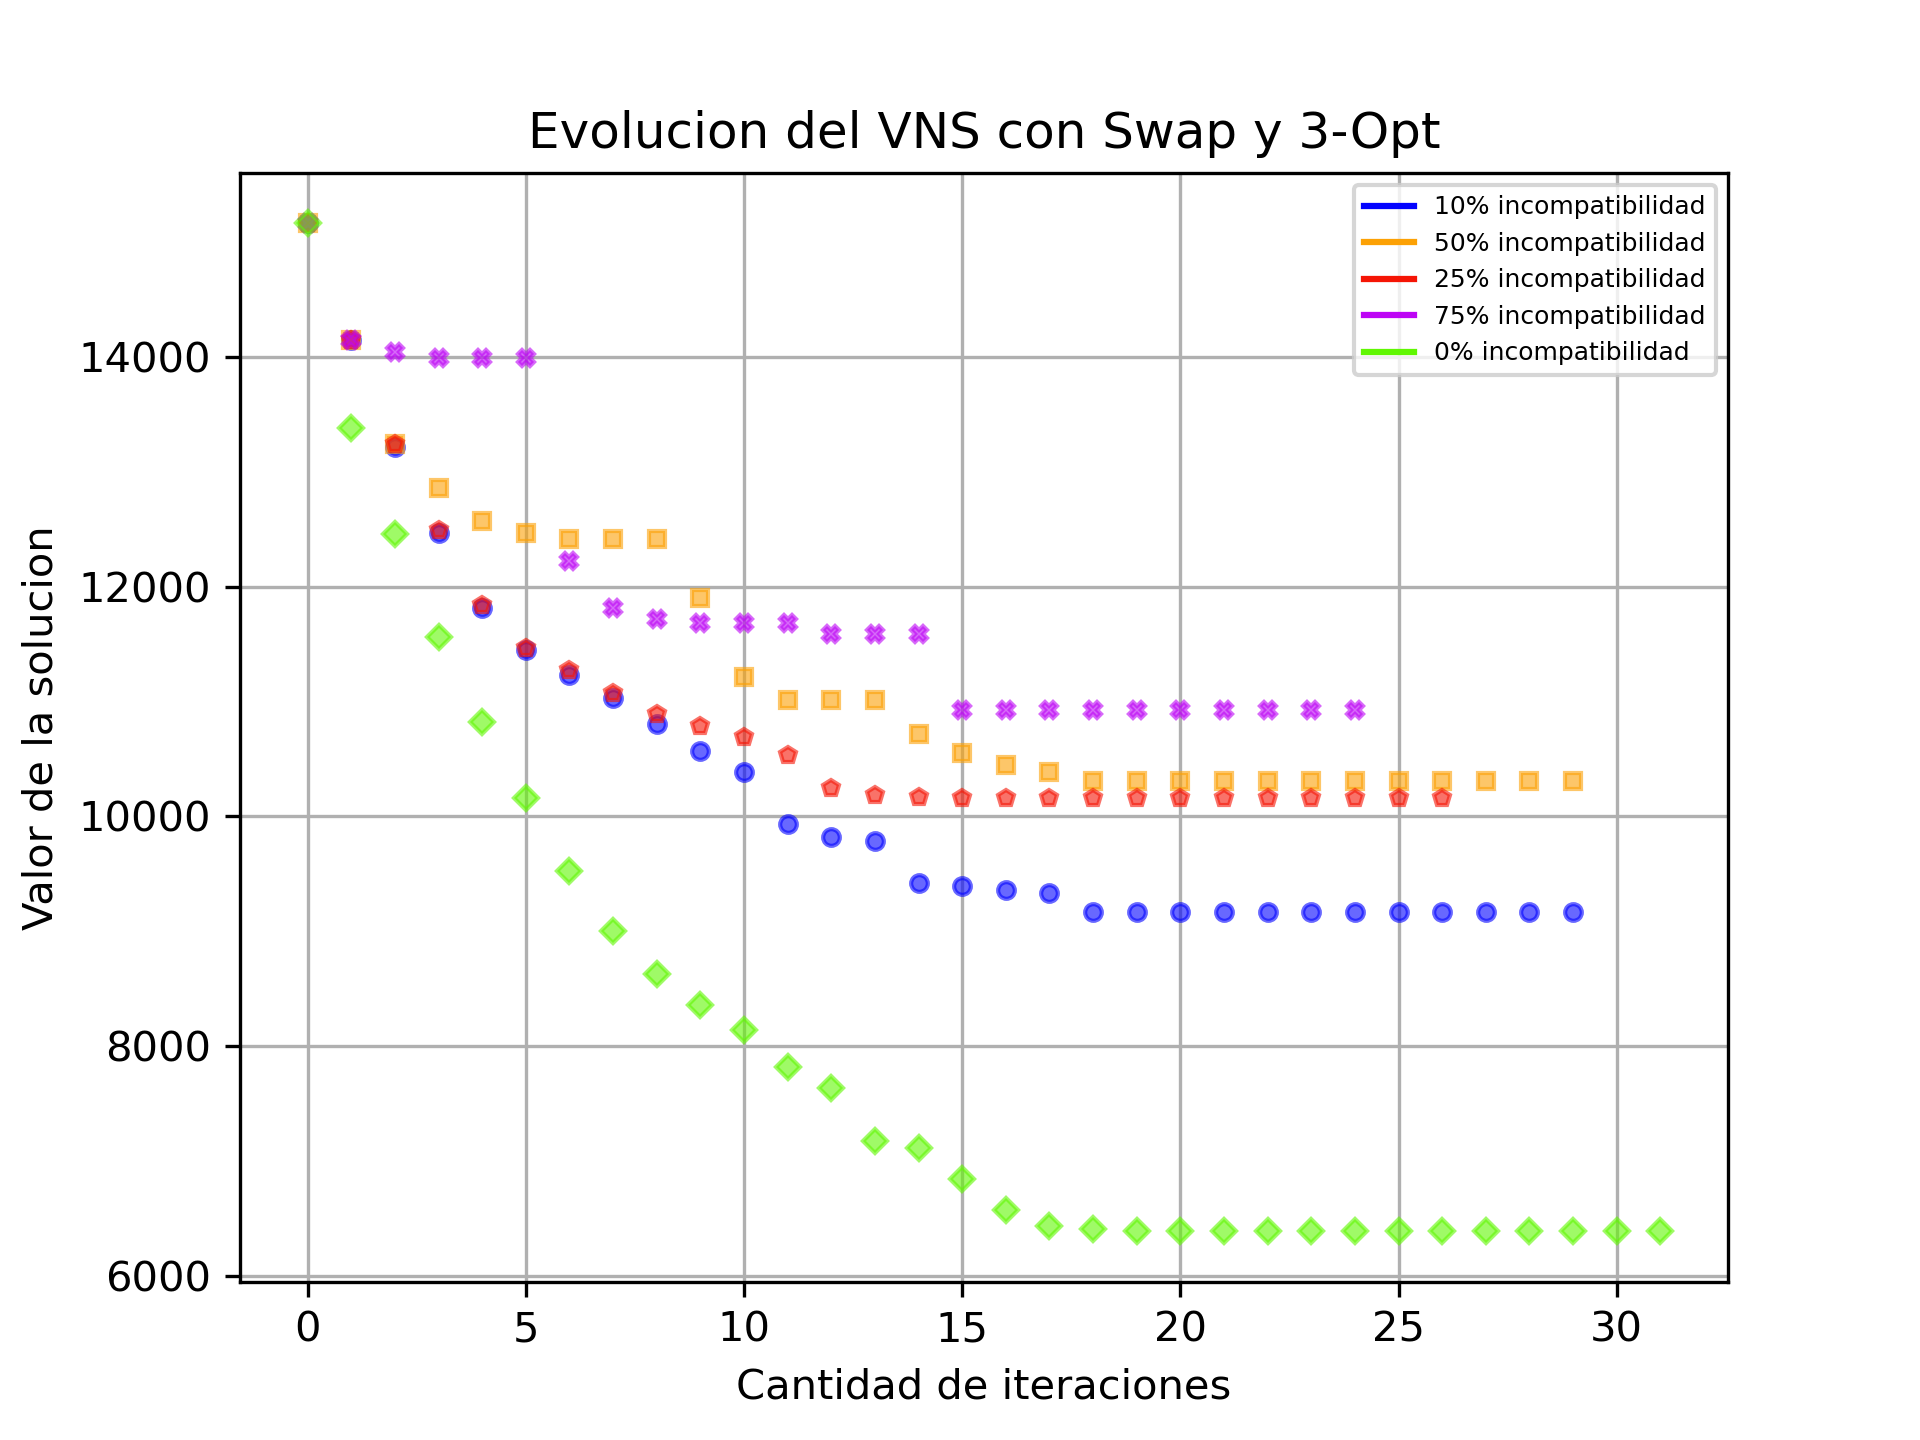 Evolucion del VNS con Swap y 3-Opt
10% incompatibilidad
50% incompatibilidad
25% incompatibilidad
75% incompatibilidad
0% incompatibilidad
Valor de la solucion
14000
12000
10000
8000
6000
0 5 10 15 20 25 30
Cantidad de iteraciones